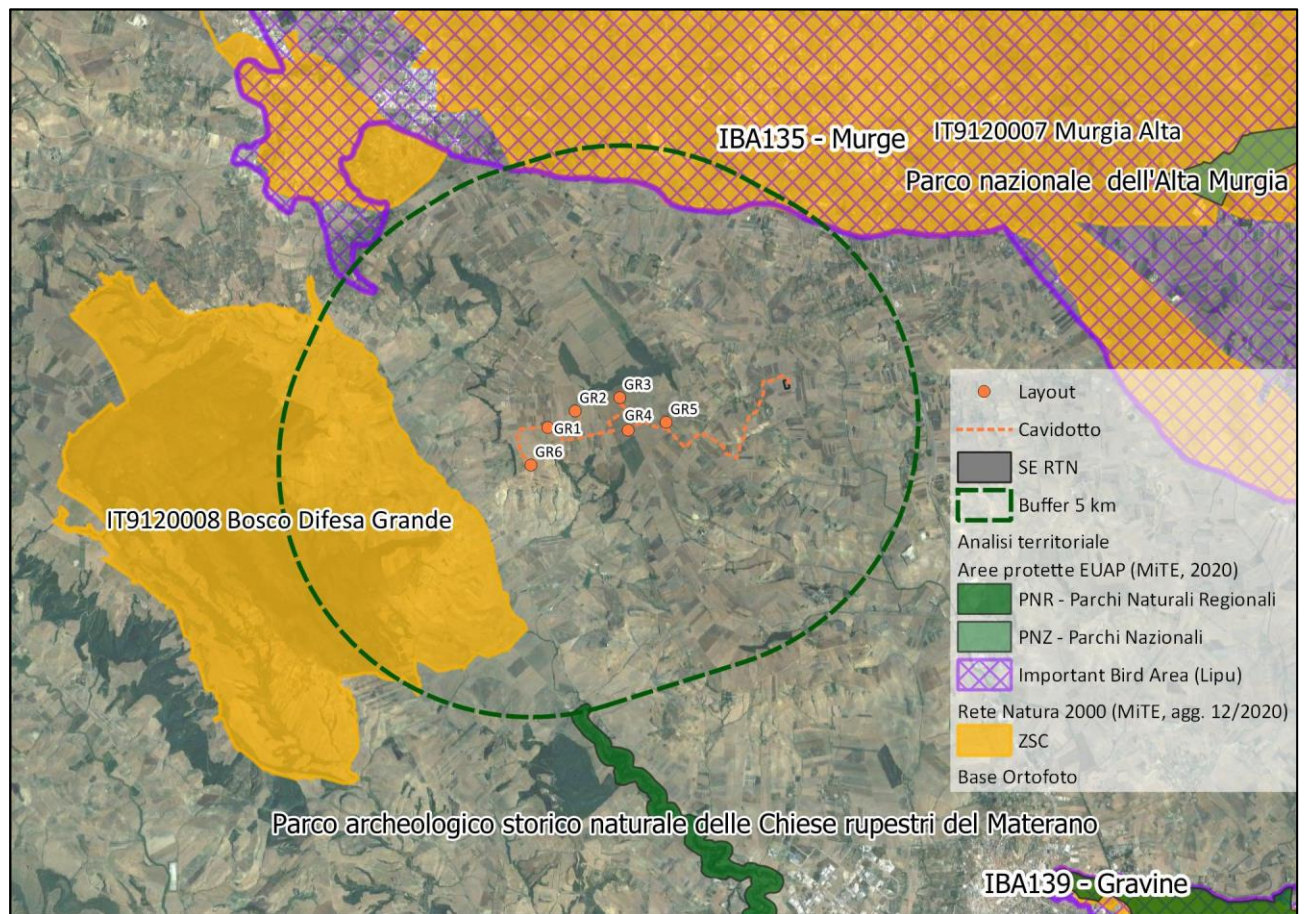 IBA135 - Murge
IT9120007 Murgia Alta
Parco nazionale dell'Alta Murgia
GR3
GR2
GR5
GR4
GR1
GR6
IT9120008 Bosco Difesa Grande
Layout
Cavidotto
SE RTN
Buffer 5 km
Analisi territoriale
Aree protette EUAP (MiTE, 2020)
PNR - Parchi Naturali Regionali
PNZ - Parchi Nazionali
Important Bird Area (Lipu)
Rete Natura 2000 (MiTE, agg. 12/2020)
ZSC
Base Ortofoto
Parco archeologico storico naturale delle Chiese rupestri del Materano
IBA139 - Gravine